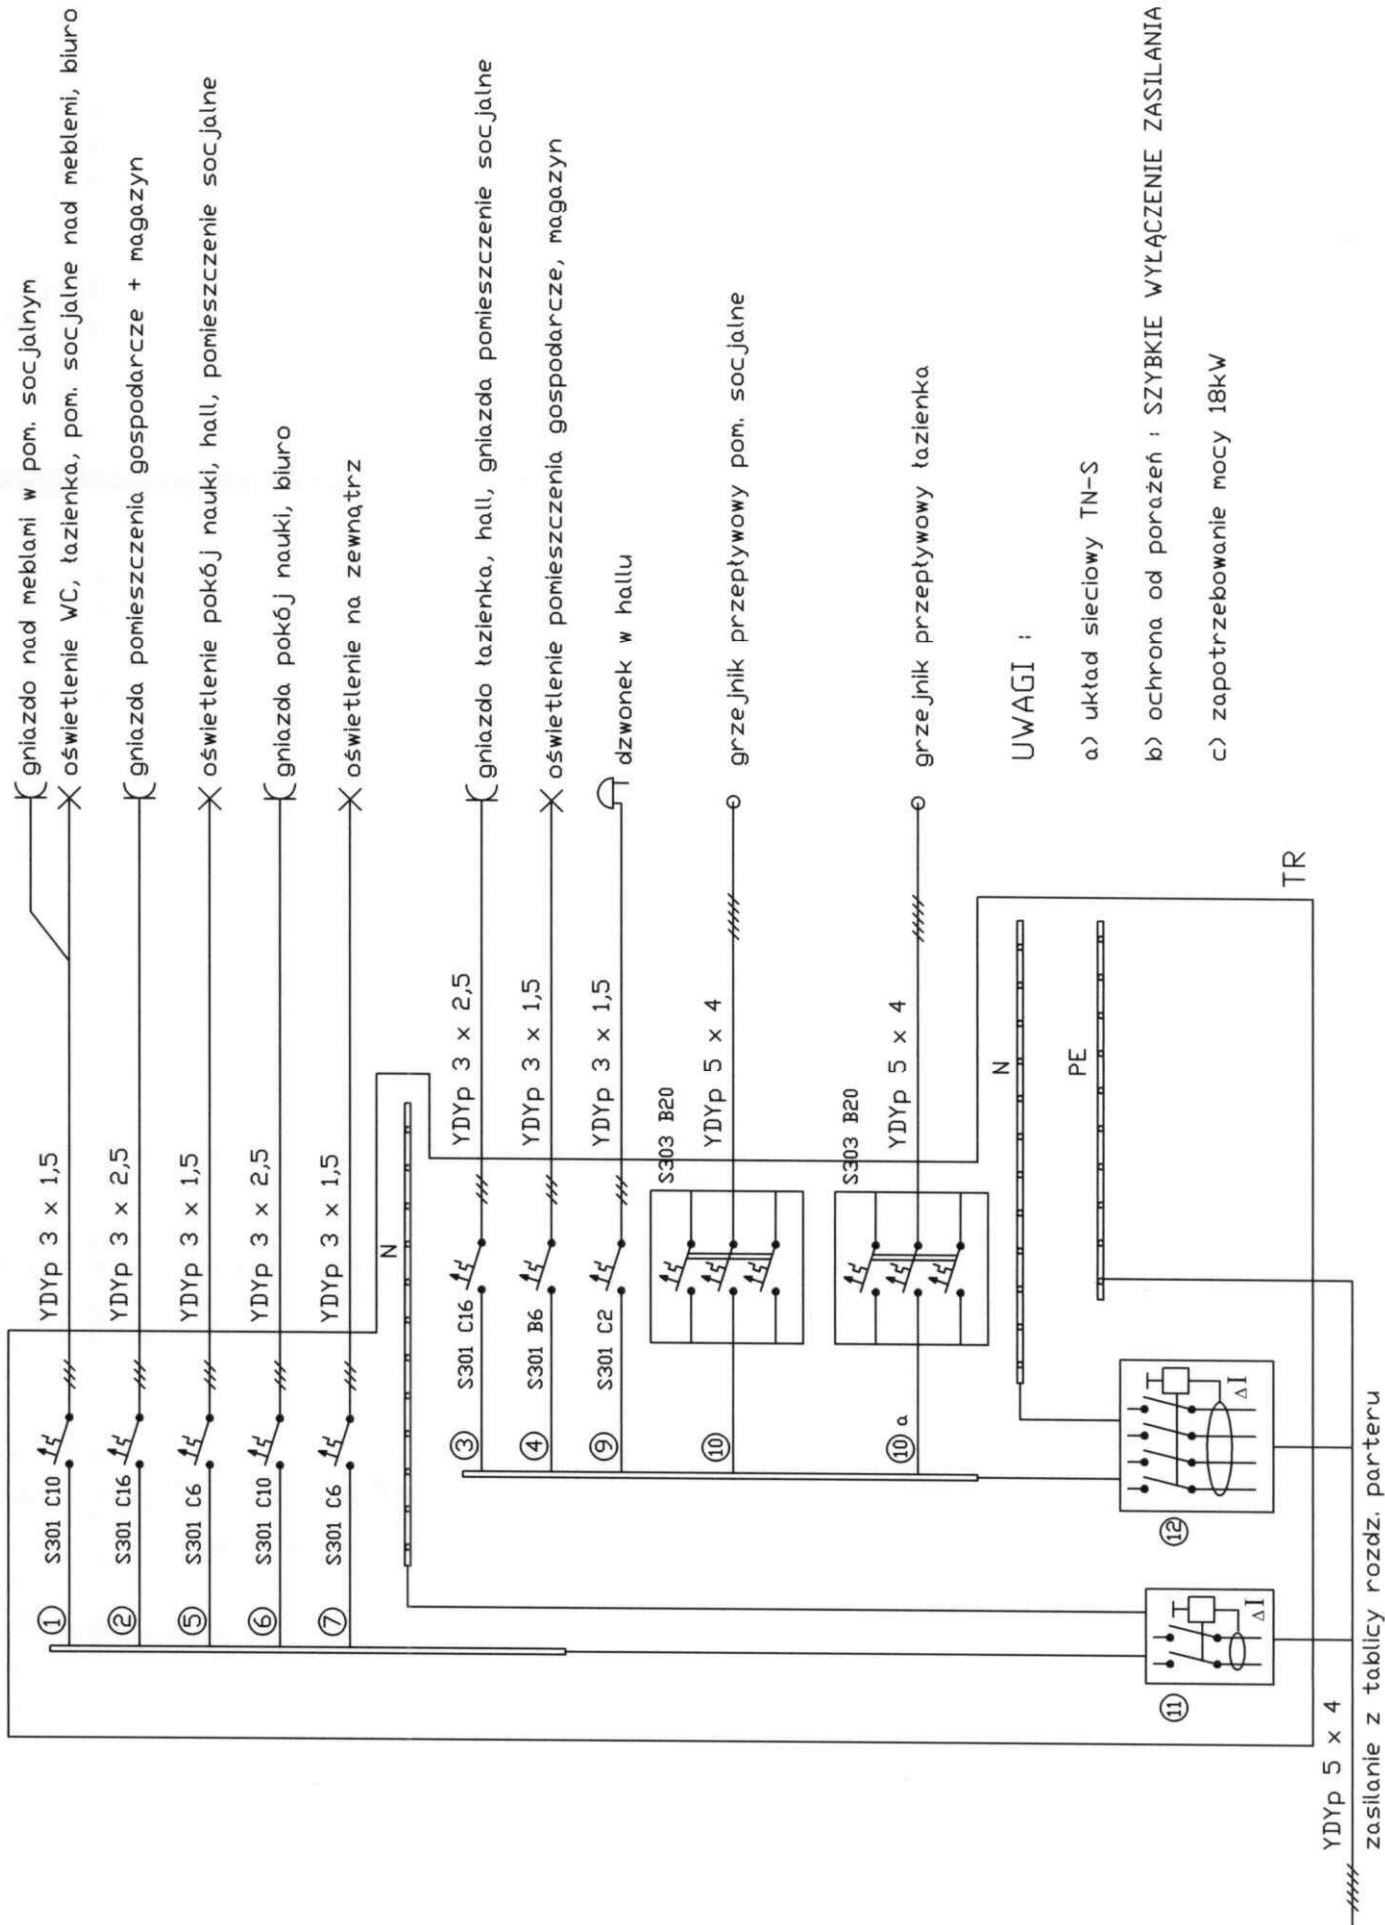 gniazdo nad meblami w pom. socjalnym
YDYp 3 x 1,5
oświetlenie WC, łazienka, pom. socjalne nad meblemi, biuro
① S301 C10
YDYp 3 x 2,5
gniazda pomieszczenia gospodarcze + magazyn
② S301 C16
YDYp 3 x 1,5
oświetlenie pokój nauki, hall, pomieszczenie socjalne
⑤ S301 C6
YDYp 3 x 2,5
gniazda pokój nauki, biuro
⑥ S301 C10
YDYp 3 x 1,5
oświetlenie na zewnątrz
⑦ S301 C6
N
YDYp 3 x 2,5
gniazdo łazienka, hall, gniazda pomieszczenie socjalne
③ S301 C16
YDYp 3 x 1,5
oświetlenie pomieszczenia gospodarcze, magazyn
④ S301 B6
YDYp 3 x 1,5
dzwonek w hallu
⑨ S301 C2
S303 B20
YDYp 5 x 4
grzejnik przepływowy pom. socjalne
⑩
S303 B20
YDYp 5 x 4
grzejnik przepływowy łazienka
⑩ a
N
PE
UWAGI :
a) układ sieciowy TN-S
b) ochrona od porażeń : SZYBKIE WYŁĄCZENIE ZASILANIA
c) zapotrzebowanie mocy 18kW
ΔI
⑫
ΔI
⑪
TR
YDYp 5 x 4
zasilanie z tablicy rozdz. parteru